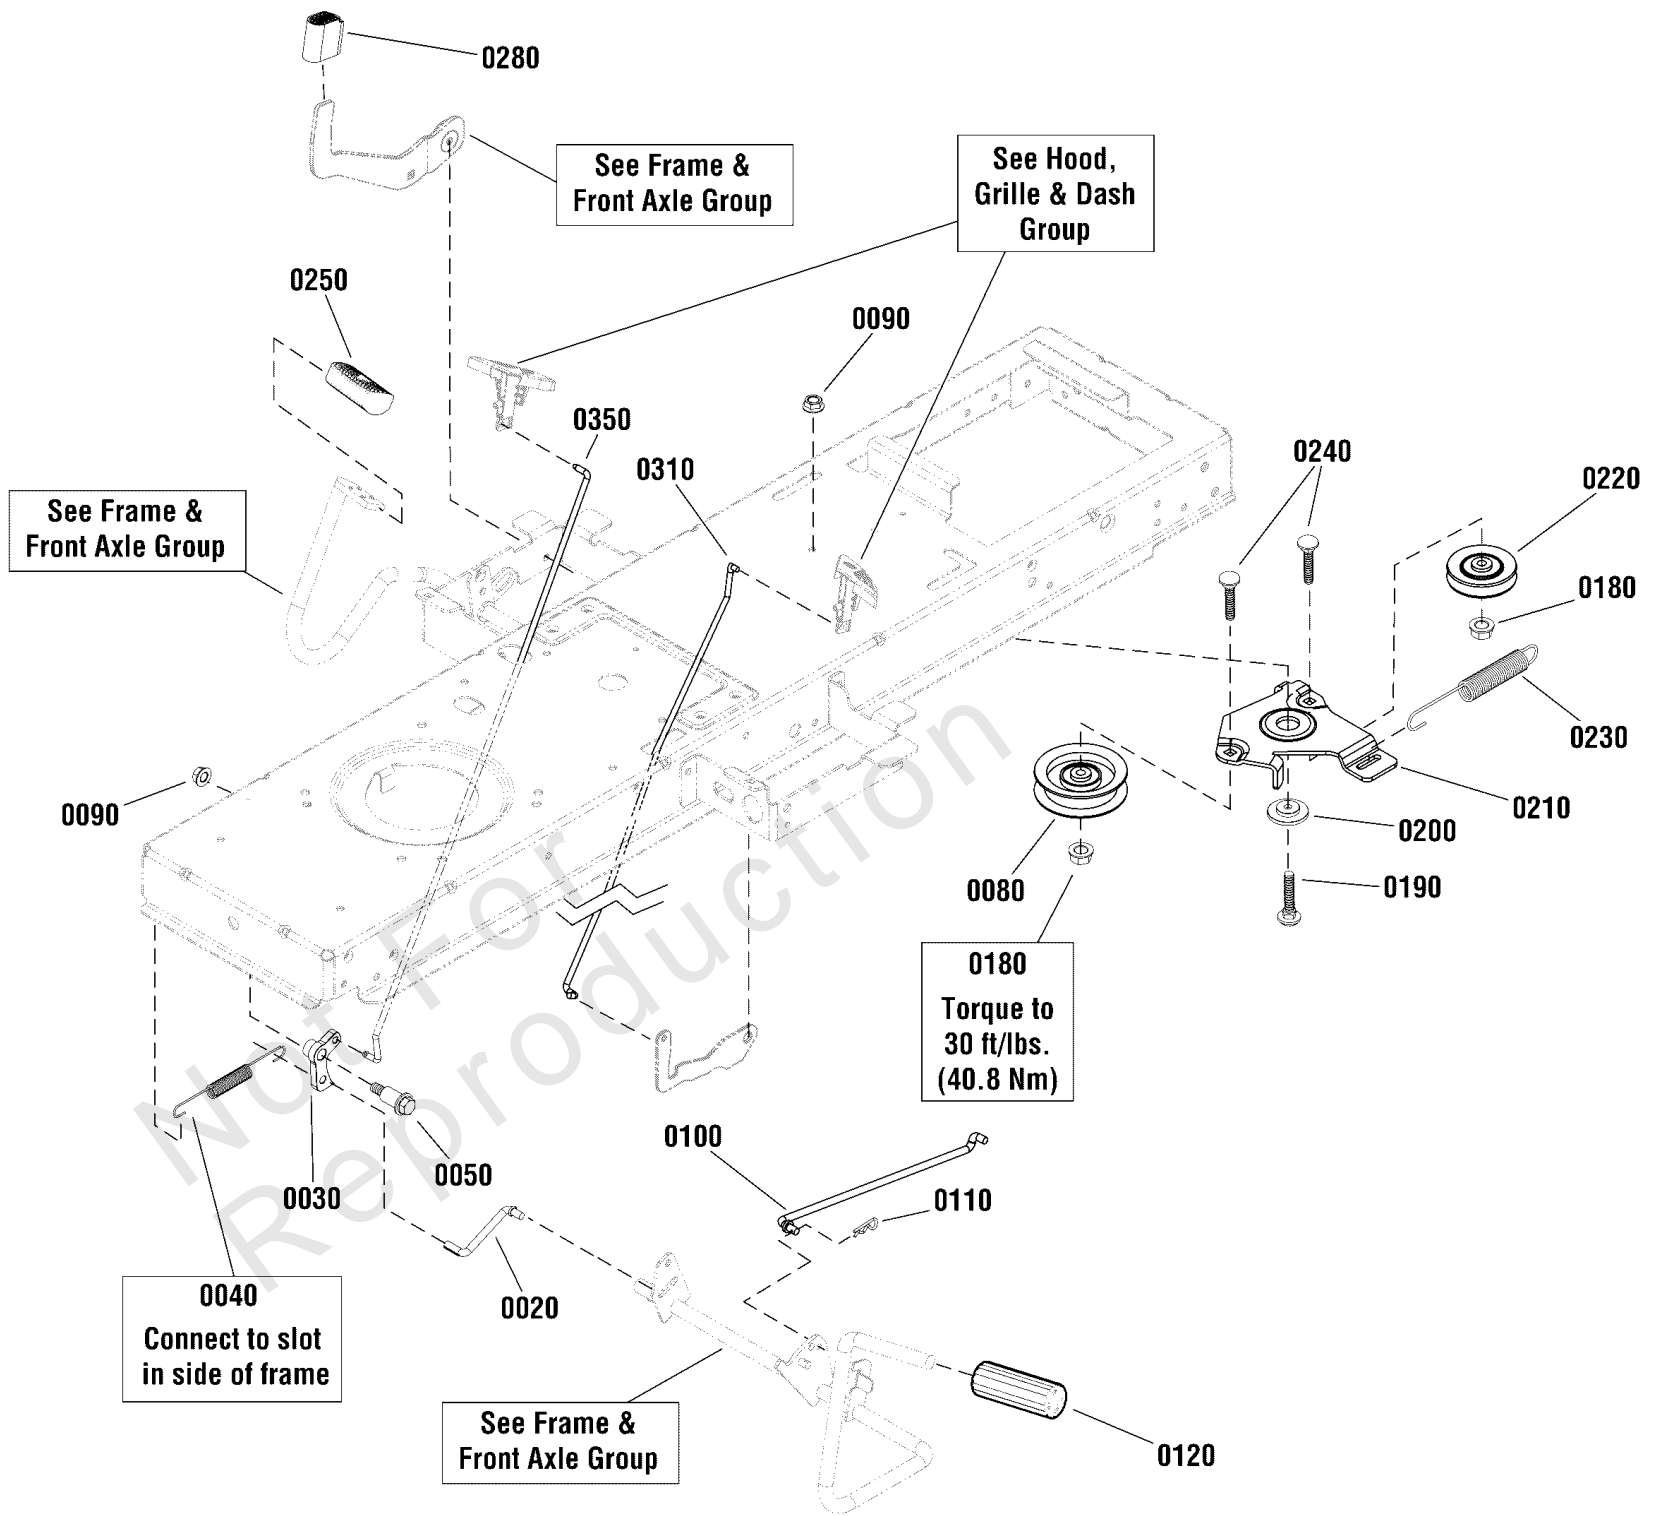 0280
See Frame &
Front Axle Group
See Hood,
Grille & Dash
Group
0250
0090
0350
0310
0240
0220
See Frame &
Front Axle Group
0180
0230
0090
0210
0200
0080
0190
0180
Torque to
30 ft/lbs.
(40.8 Nm)
0100
0050
0030
0110
0040
Connect to slot
in side of frame
0020
See Frame &
Front Axle Group
0120
Not For
Reproduction